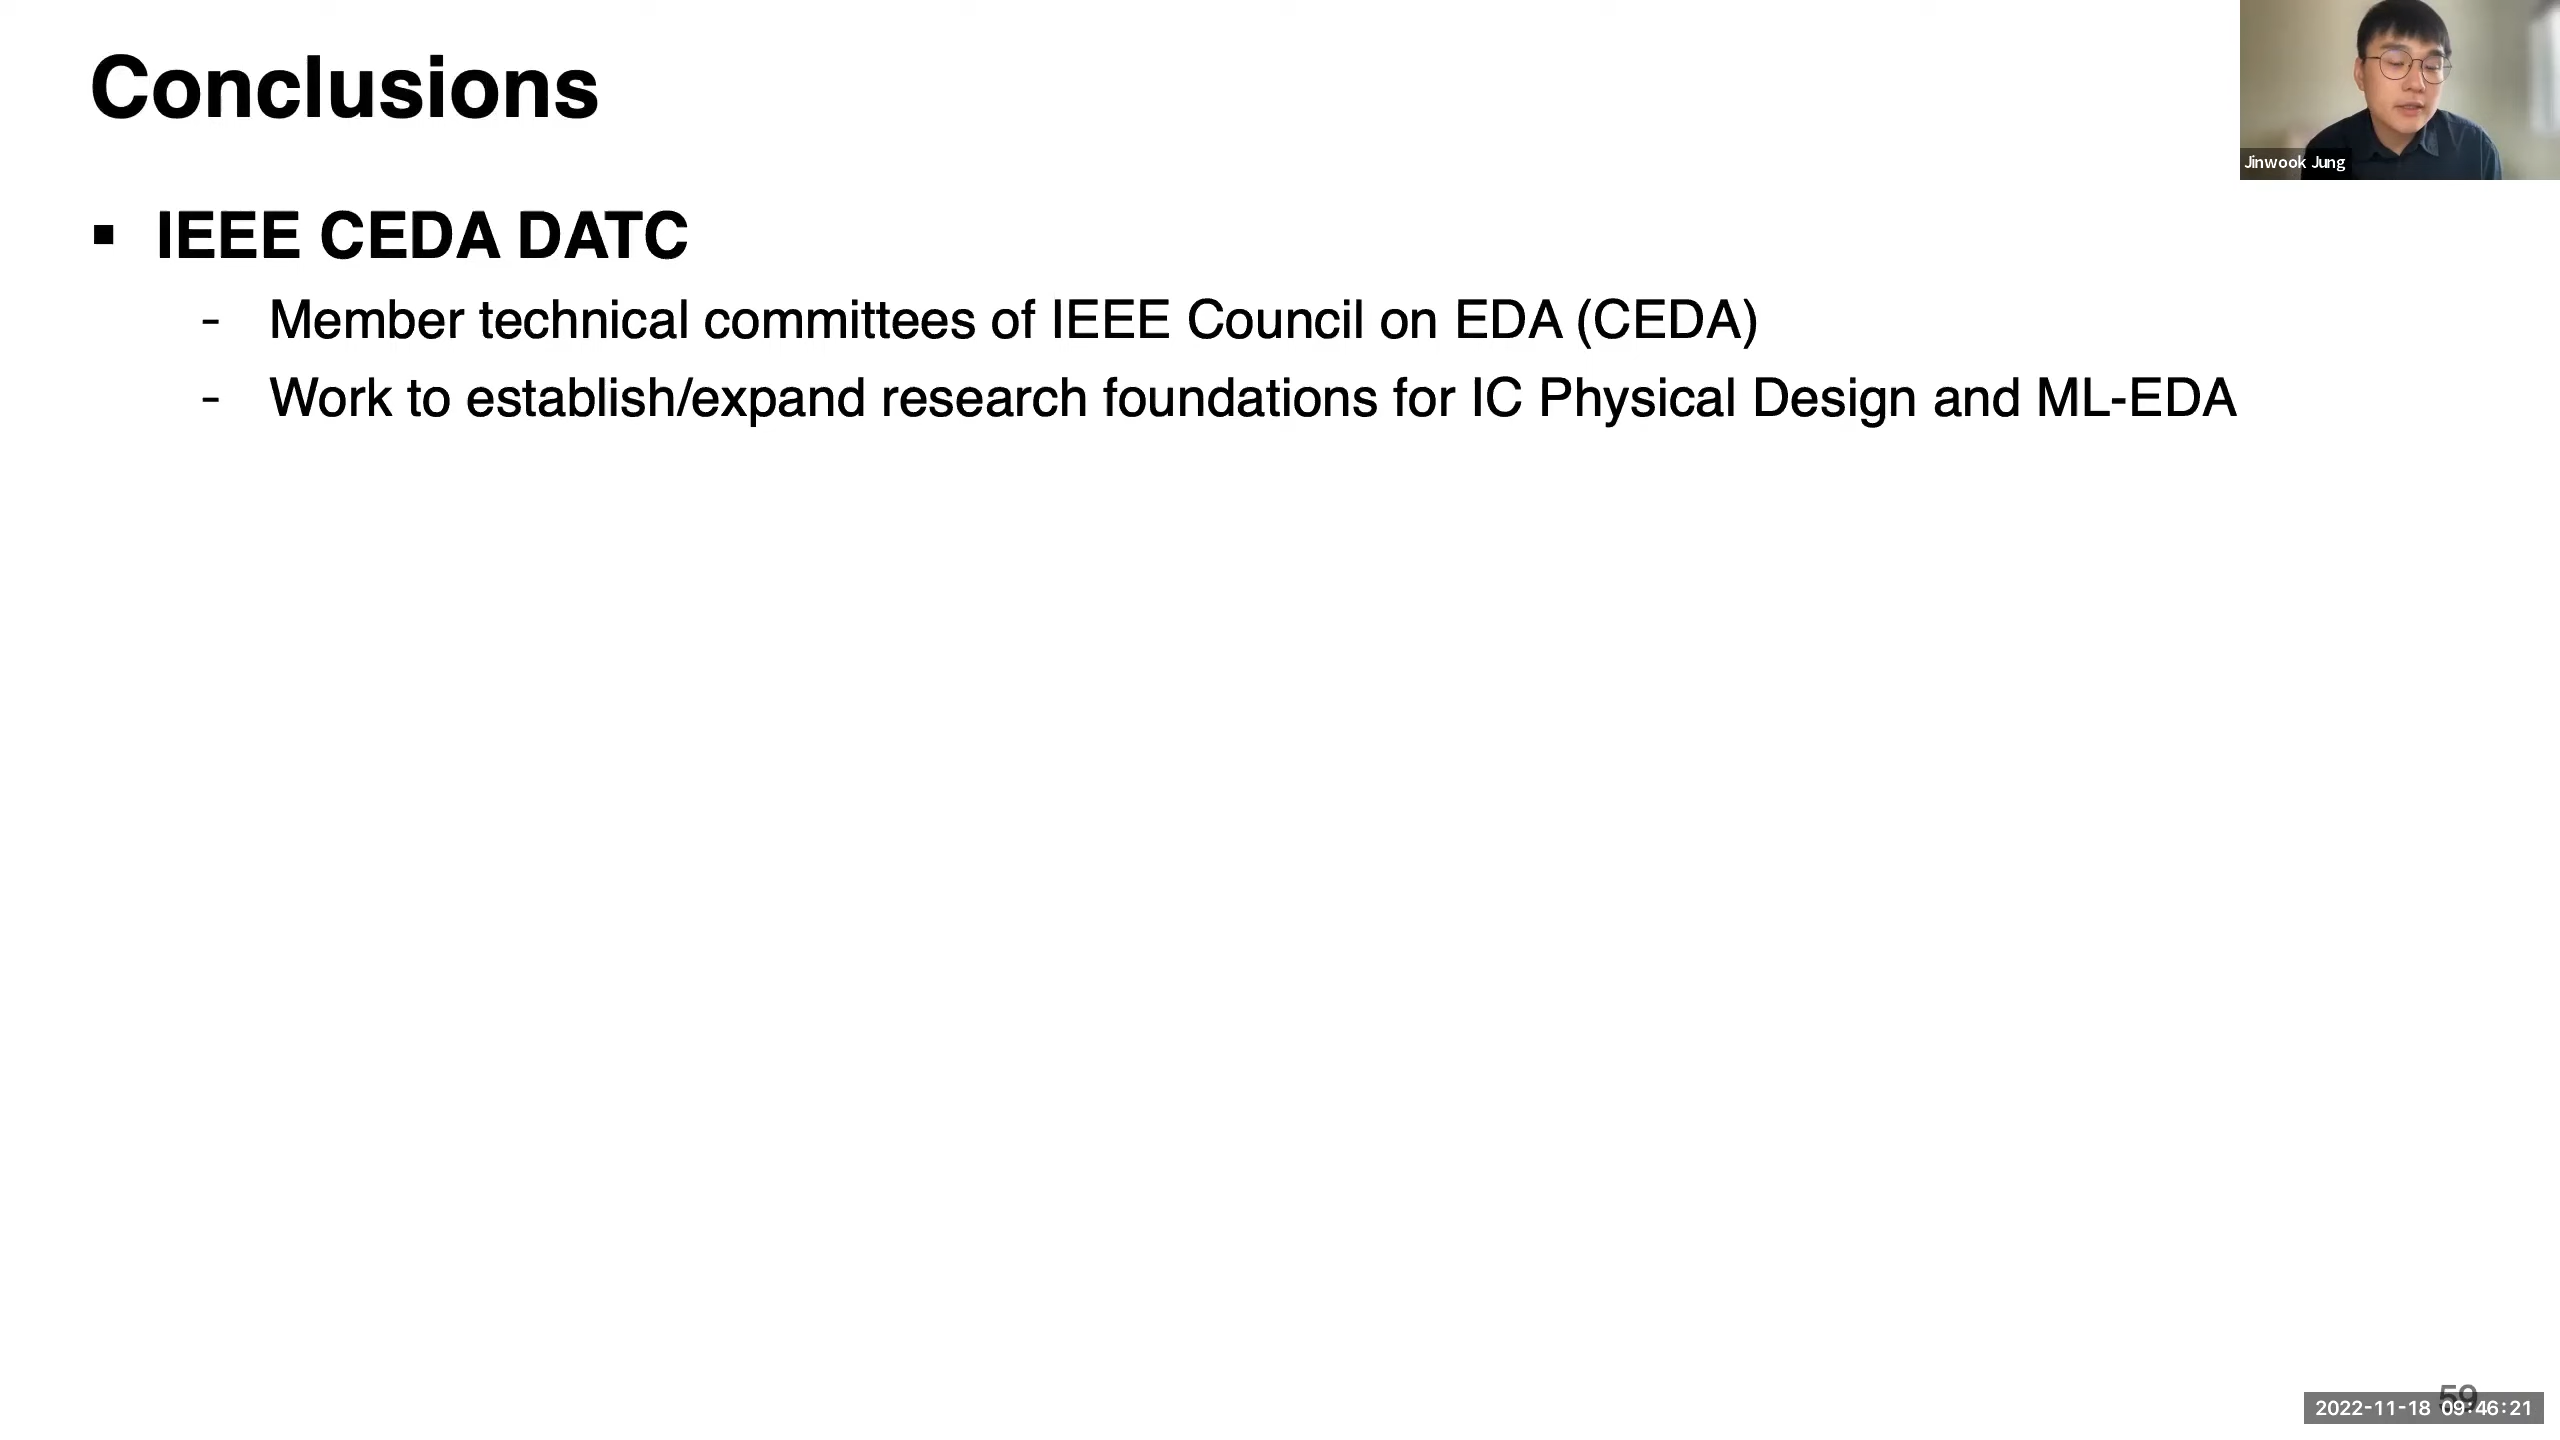 Conclusions
Jinwook Jung
▪ IEEE CEDA DATC
- Member technical committees of IEEE Council on EDA (CEDA)
- Work to establish/expand research foundations for IC Physical Design and ML-EDA
59
2022-11-18 09:46:21